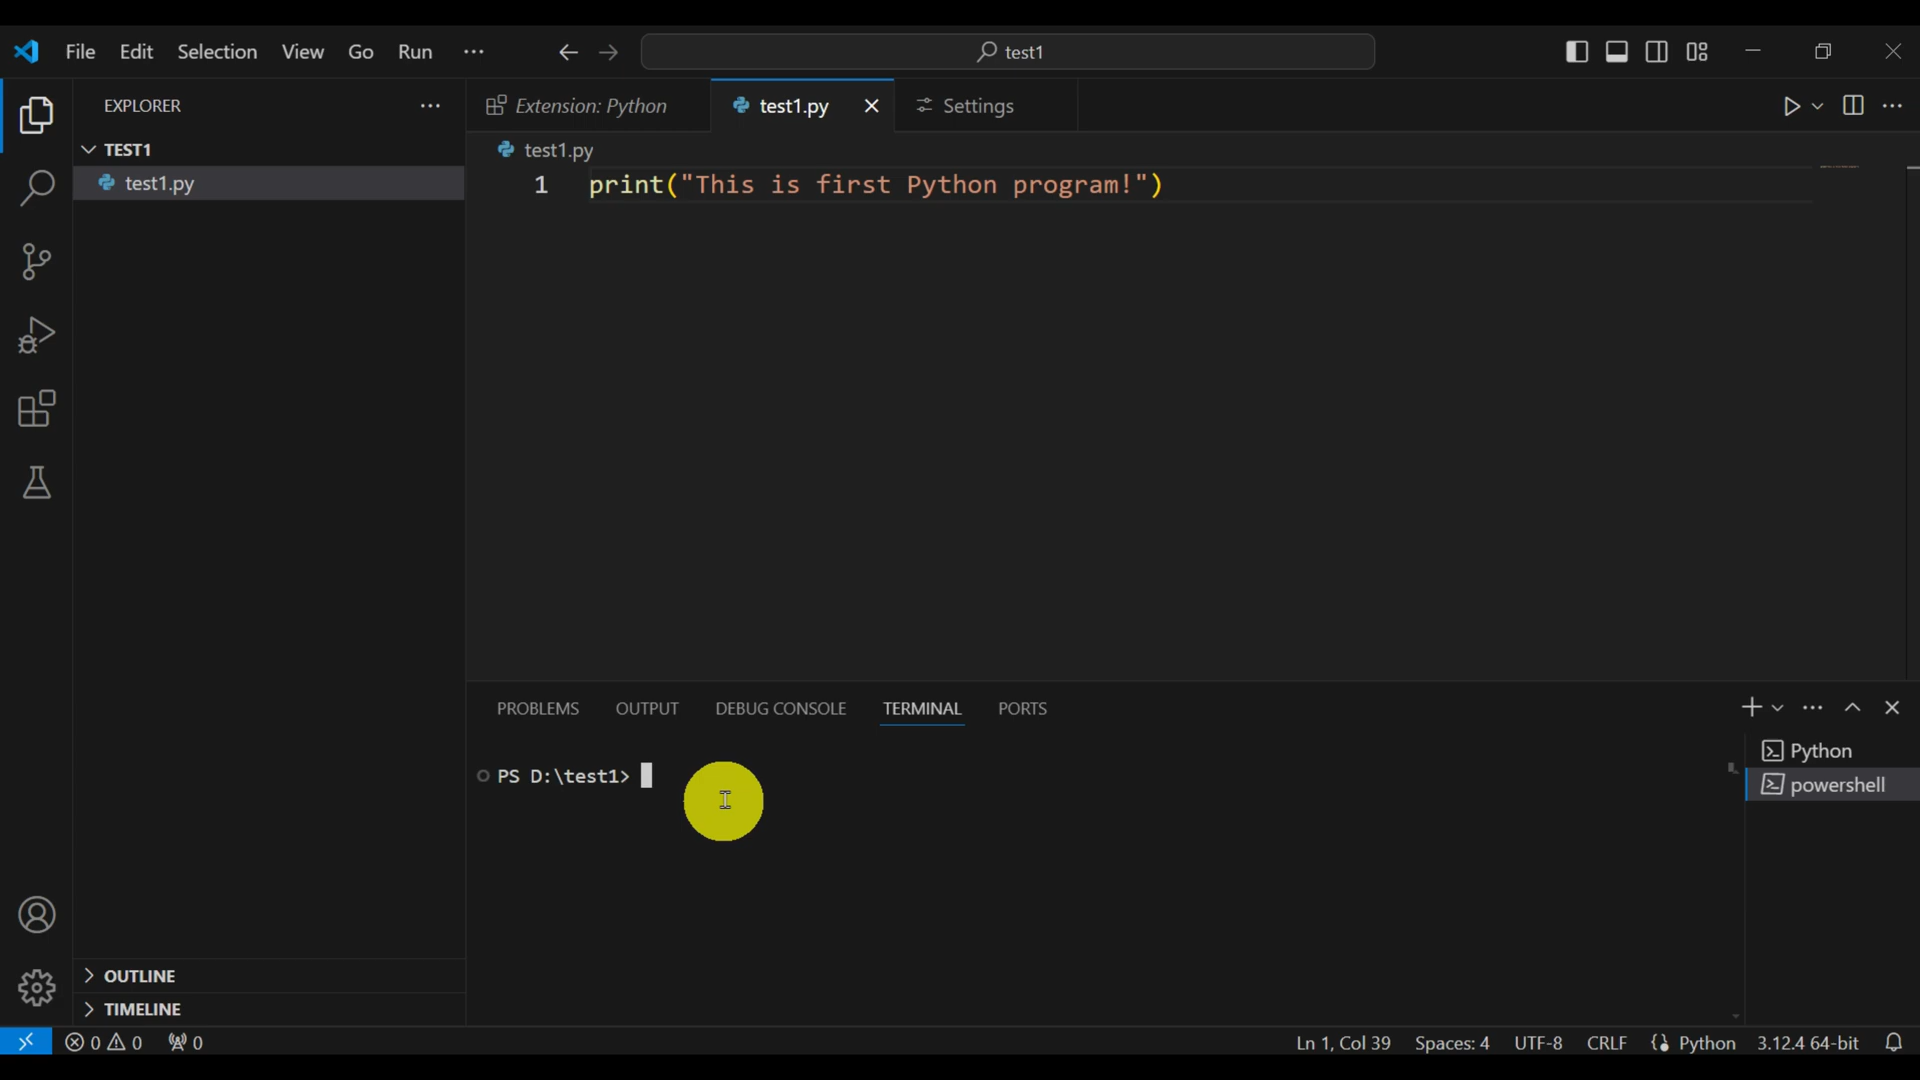 File Edit Selection View Go Run ... test1
EXPLORER ...
TEST1
test1.py
OUTLINE
TIMELINE
Extension: Python test1.py Settings
test1.py
1 print("This is first Python program!")
PROBLEMS OUTPUT DEBUG CONSOLE TERMINAL PORTS
PS D:\test1>
Python
powershell
0 0 0 Ln 1, Col 39 Spaces: 4 UTF-8 CRLF Python 3.12.4 64-bit